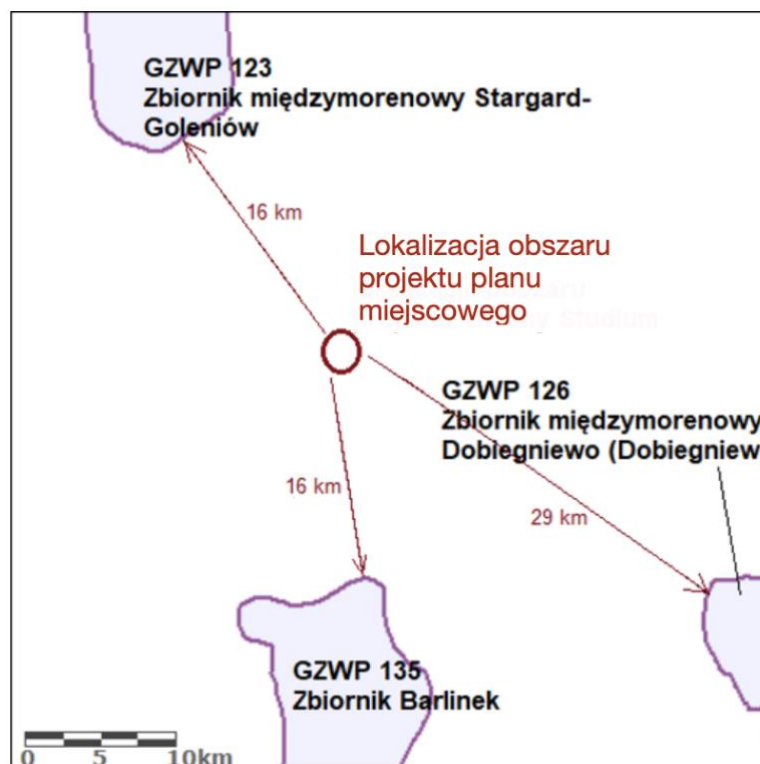 GZWP 123
Zbiornik międzymorenowy Stargard-
Goleniów
16 km
Lokalizacja obszaru
projektu planu
miejscowego
GZWP 126
Zbiornik międzymorenowy
Dobiegniewo (Dobiegniew
16 km
29 km
GZWP 135
Zbiornik Barlinek
0 5 10km